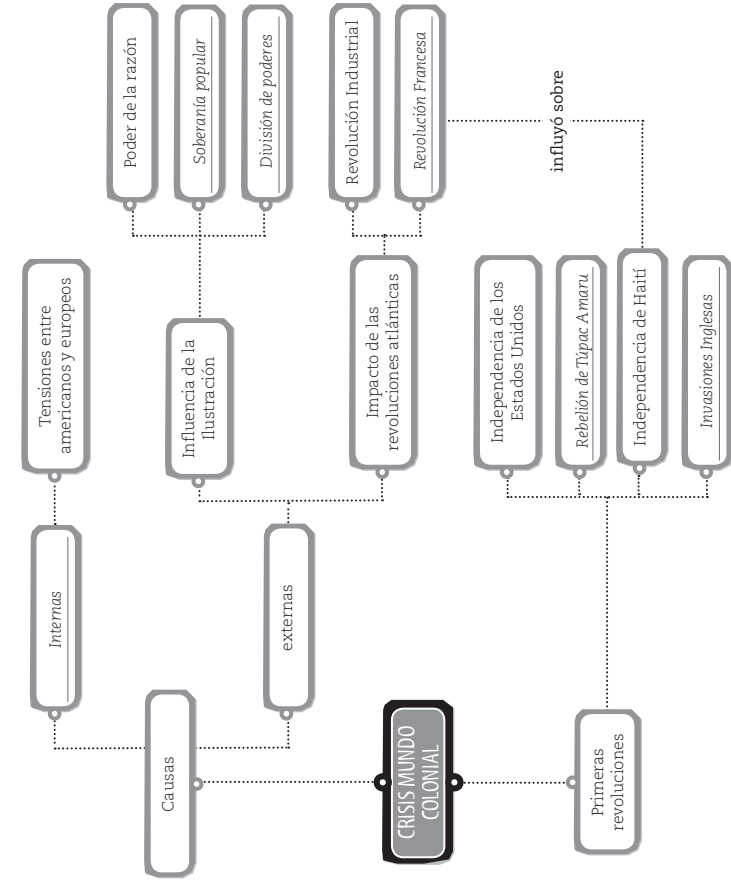 CRISIS MUNDO
COLONIAL
Causas
Internas
Tensiones entre
americanos y europeos
externas
Influencia de la
Ilustración
Poder de la razón
Soberanía popular
División de poderes
Impacto de las
revoluciones atlánticas
Revolución Industrial
Revolución Francesa
influyó sobre
Primeras
revoluciones
Independencia de los
Estados Unidos
Rebelión de Túpac Amaru
Independencia de Haití
Invasiones Inglesas